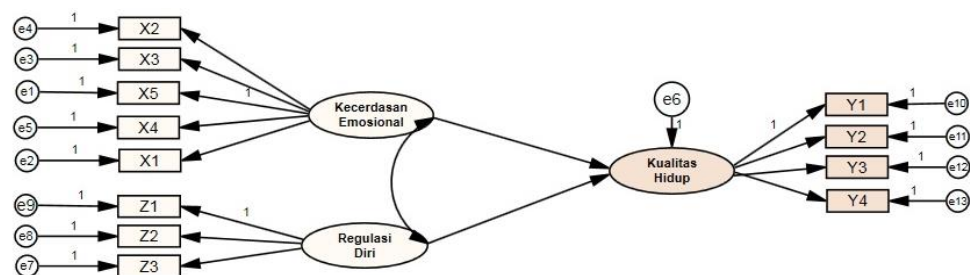 e4 1 X2
e3 1 X3
e1 1 X5 1
e5 1 X4
e2 1 X1
Kecerdasan
Emosional
e9 1 Z1 1
e8 1 Z2
e7 1 Z3
Regulasi
Diri
e6
1
Kualitas
Hidup
1 Y1 1 e10
Y2 1 e11
Y3 1 e12
Y4 1 e13